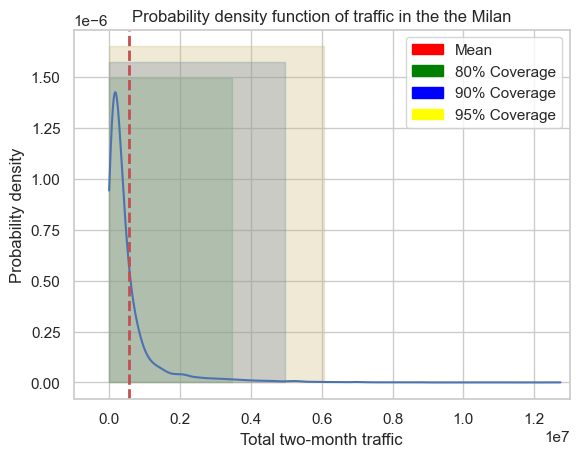 Probability density function of traffic in the the Milan
1e−6
Mean
80% Coverage
90% Coverage
95% Coverage
1.50
1.25
1.00
0.75
0.50
0.25
0.00
Probability density
0.0 0.2 0.4 0.6 0.8 1.0 1.2
1e7
Total two-month traffic